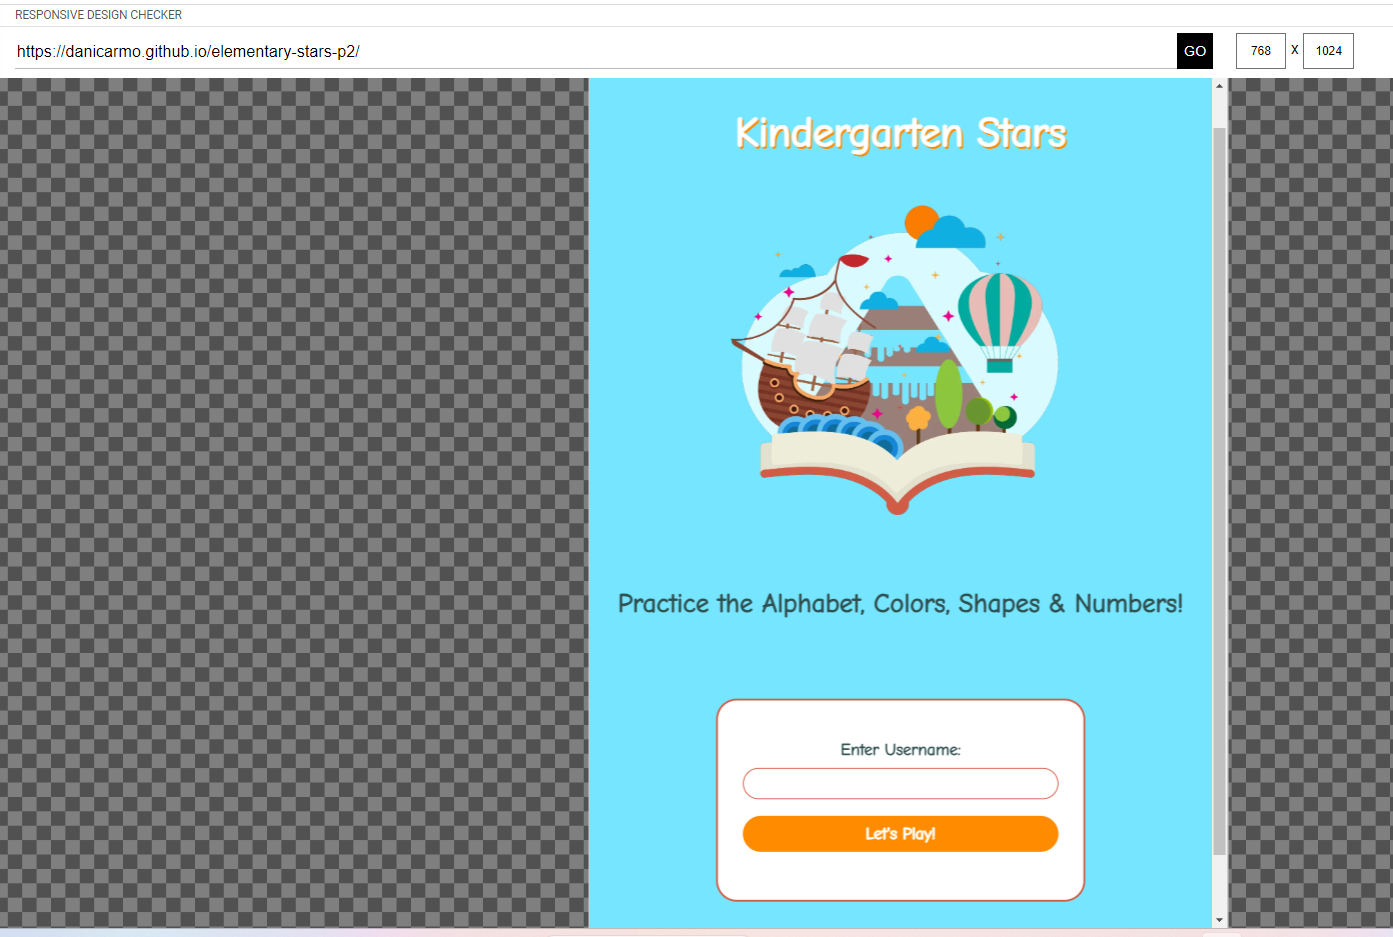 RESPONSIVE DESIGN CHECKER
https://danicarmo.github.io/elementary-stars-p2/ GO 768 X 1024
Kindergarten Stars
Practice the Alphabet, Colors, Shapes & Numbers!
Enter Username:
Let's Play!